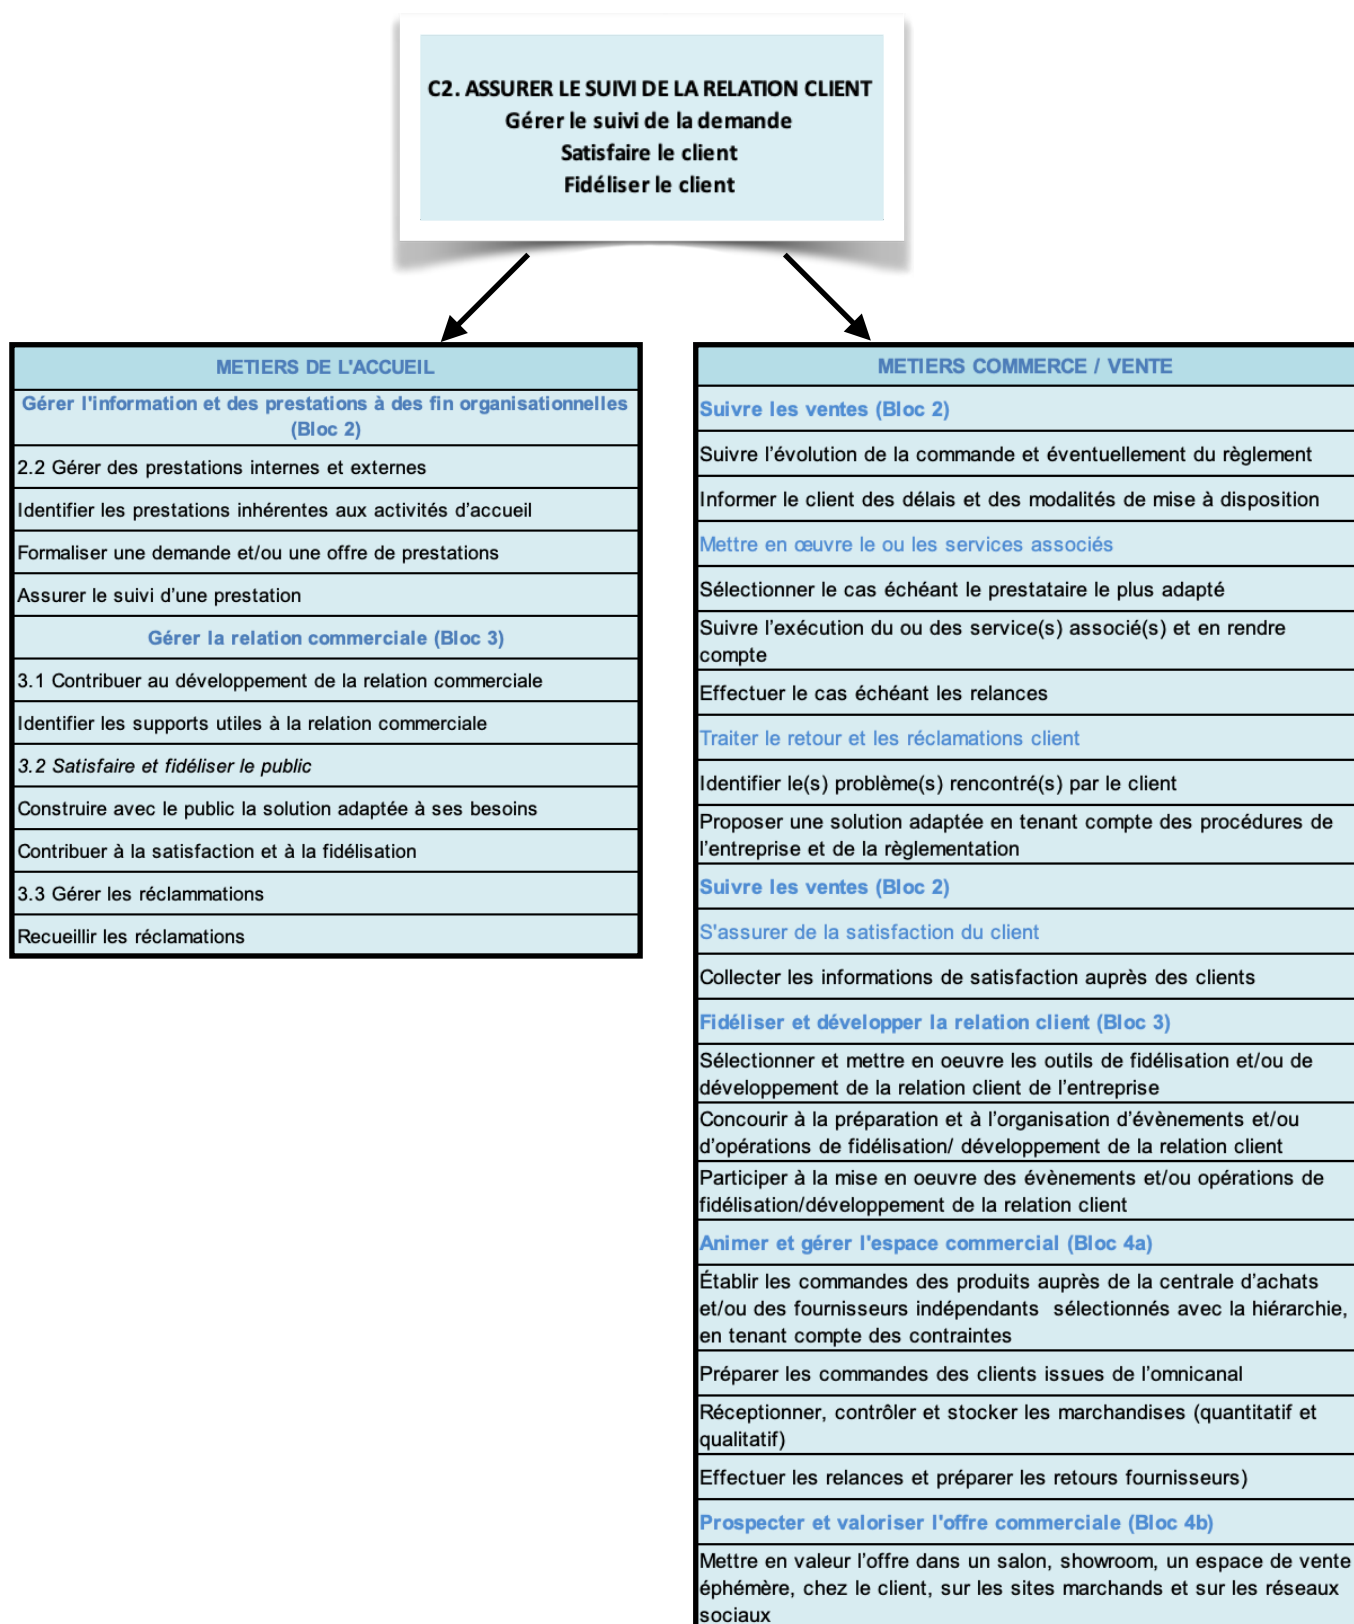 C2. ASSURER LE SUIVI DE LA RELATION CLIENT
Gérer le suivi de la demande
Satisfaire le client
Fidéliser le client
METIERS DE L'ACCUEIL
Gérer l'information et des prestations à des fin organisationnelles
(Bloc 2)
2.2 Gérer des prestations internes et externes
Identifier les prestations inhérentes aux activités d'accueil
Formaliser une demande et/ou une offre de prestations
Assurer le suivi d'une prestation
Gérer la relation commerciale (Bloc 3)
3.1 Contribuer au développement de la relation commerciale
Identifier les supports utiles à la relation commerciale
3.2 Satisfaire et fidéliser le public
Construire avec le public la solution adaptée à ses besoins
Contribuer à la satisfaction et à la fidélisation
3.3 Gérer les réclammations
Recueillir les réclamations
METIERS COMMERCE / VENTE
Suivre les ventes (Bloc 2)
Suivre l'évolution de la commande et éventuellement du règlement
Informer le client des délais et des modalités de mise à disposition
Mettre en œuvre le ou les services associés
Sélectionner le cas échéant le prestataire le plus adapté
Suivre l'exécution du ou des service(s) associé(s) et en rendre
compte
Effectuer le cas échéant les relances
Traiter le retour et les réclamations client
Identifier le(s) problème(s) rencontré(s) par le client
Proposer une solution adaptée en tenant compte des procédures de
l'entreprise et de la règlementation
Suivre les ventes (Bloc 2)
S'assurer de la satisfaction du client
Collecter les informations de satisfaction auprès des clients
Fidéliser et développer la relation client (Bloc 3)
Sélectionner et mettre en oeuvre les outils de fidélisation et/ou de
développement de la relation client de l'entreprise
Concourir à la préparation et à l'organisation d'évènements et/ou
d'opérations de fidélisation/ développement de la relation client
Participer à la mise en oeuvre des évènements et/ou opérations de
fidélisation/développement de la relation client
Animer et gérer l'espace commercial (Bloc 4a)
Établir les commandes des produits auprès de la centrale d'achats
et/ou des fournisseurs indépendants  sélectionnés avec la hiérarchie,
en tenant compte des contraintes
Préparer les commandes des clients issues de l'omnicanal
Réceptionner, contrôler et stocker les marchandises (quantitatif et
qualitatif)
Effectuer les relances et préparer les retours fournisseurs)
Prospecter et valoriser l'offre commerciale (Bloc 4b)
Mettre en valeur l'offre dans un salon, showroom, un espace de vente
éphémère, chez le client, sur les sites marchands et sur les réseaux
sociaux